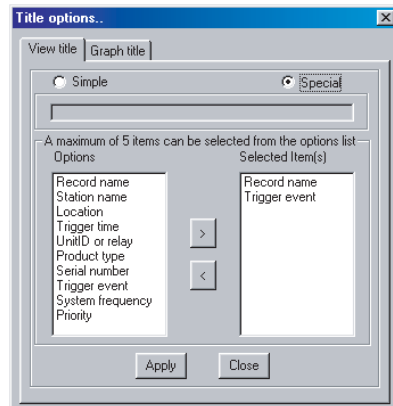 Title options..
View title Graph title
Simple Special
A maximum of 5 items can be selected from the options list
Options Selected Item(s)
Record name Record name
Station name Trigger event
Location
Trigger time
UnitID or relay
Product type
Serial number
Trigger event
System frequency
Priority
>
<
Apply Close